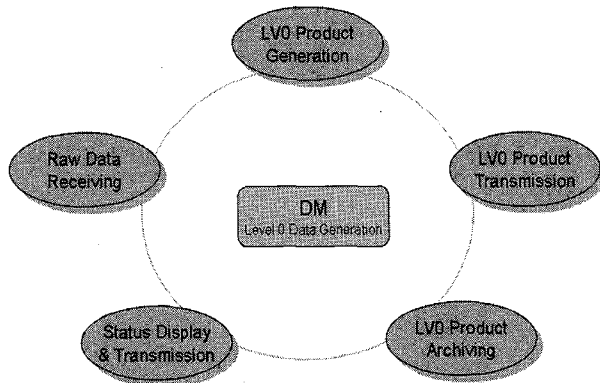 LV0 Product
Generation
Raw Data
Receiving
LV0 Product
Transmission
DM
Level 0 Data Generation
Status Display
& Transmission
LV0 Product
Archiving